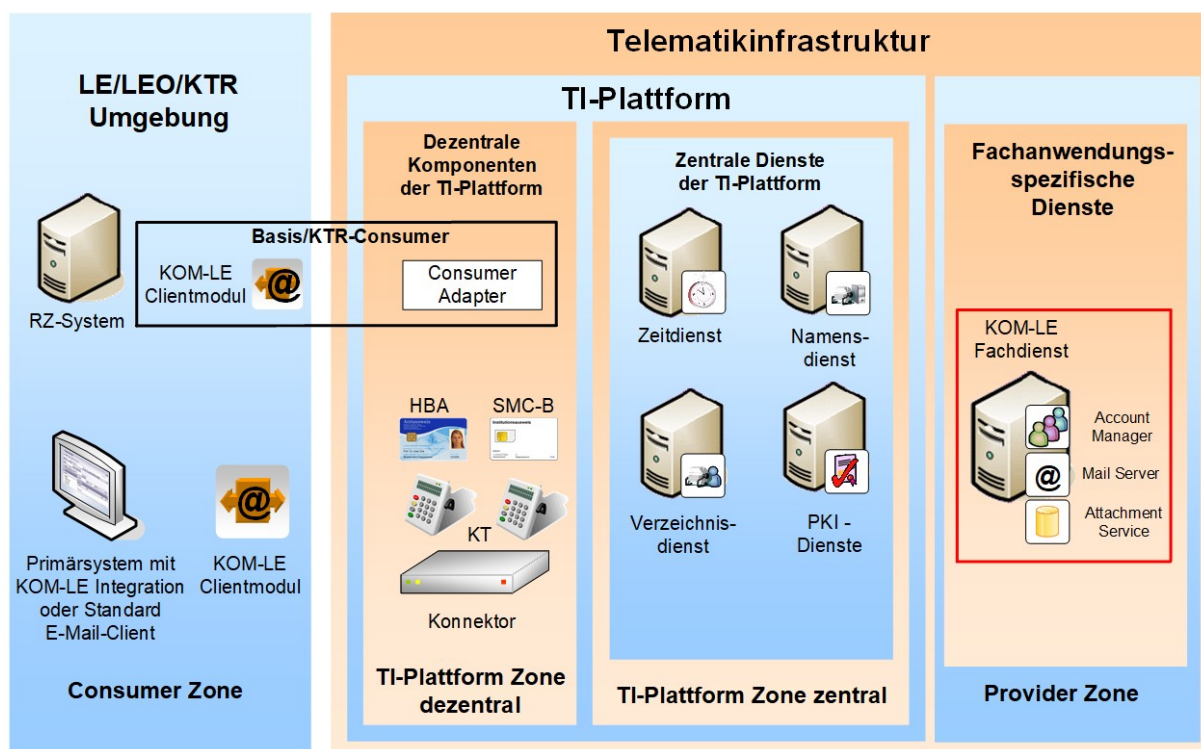 LE/LEO/KTR
Umgebung
RZ-System
Basis/KTR-Consumer
KOM-LE
Clientmodul
@
Consumer
Adapter
Primärsystem mit
KOM-LE Integration
oder Standard
E-Mail-Client
@
KOM-LE
Clientmodul
Consumer Zone
Telematikinfrastruktur
TI-Plattform
Dezentrale
Komponenten
der TI-Plattform
HBA
SMC-B
KT
Konnektor
TI-Plattform Zone
dezentral
Zentrale Dienste
der TI-Plattform
Zeitdienst
Namens-
dienst
Verzeichnis-
dienst
PKI -
Dienste
TI-Plattform Zone zentral
Fachanwendungs-
spezifische
Dienste
KOM-LE
Fachdienst
Account
Manager
@
Mail Server
Attachment
Service
Provider Zone